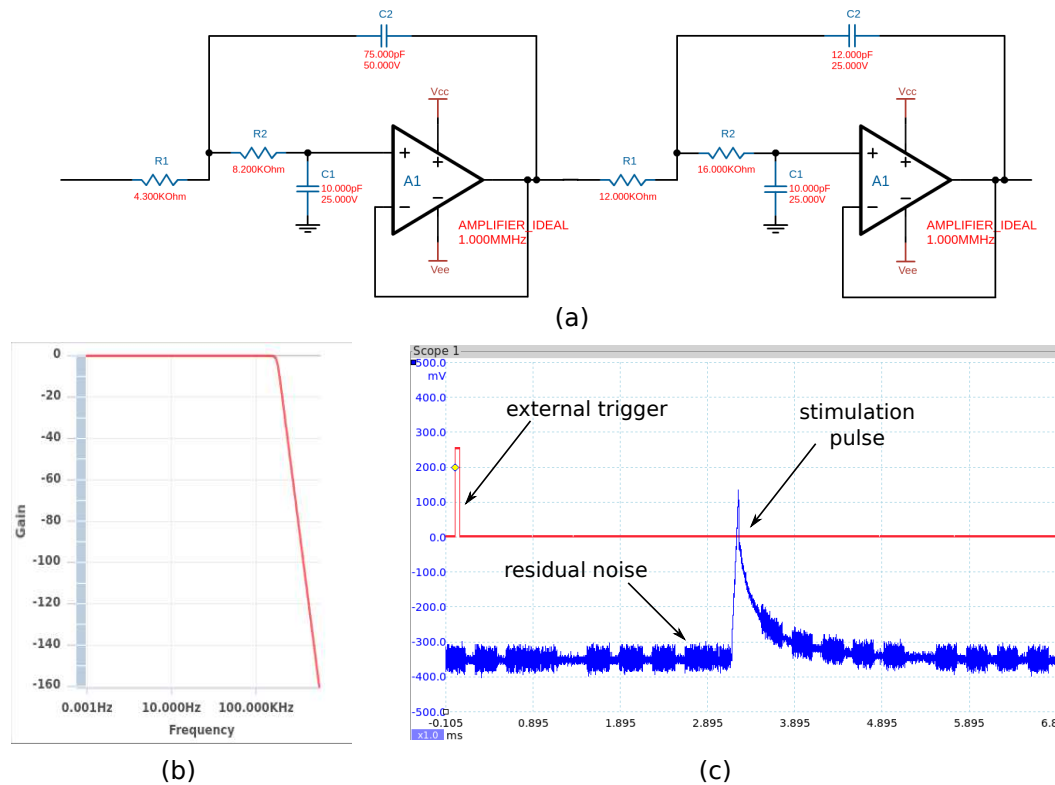 C2
75.000pF
50.000V
Vcc
R2
8.200KOhm
R1
4.300KOhm
C1
10.000pF
25.000V
+
+
−
−
A1
AMPLIFIER_IDEAL
1.000MMHz
Vee
C2
12.000pF
25.000V
Vcc
R2
16.000KOhm
R1
12.000KOhm
C1
10.000pF
25.000V
+
+
−
−
A1
AMPLIFIER_IDEAL
1.000MMHz
Vee
(a)
0
-20
-40
-60
-80
-100
-120
-140
-160
Gain
0.001Hz 10.000Hz 100.000KHz
Frequency
(b)
Scope 1
500.0
mV
400.0
300.0
200.0
100.0
0.0
-100.0
-200.0
-300.0
-400.0
-500.0
external trigger
stimulation
pulse
residual noise
-0.105 0.895 1.895 2.895 3.895 4.895 5.895 6.8
x1.0 ms
(c)